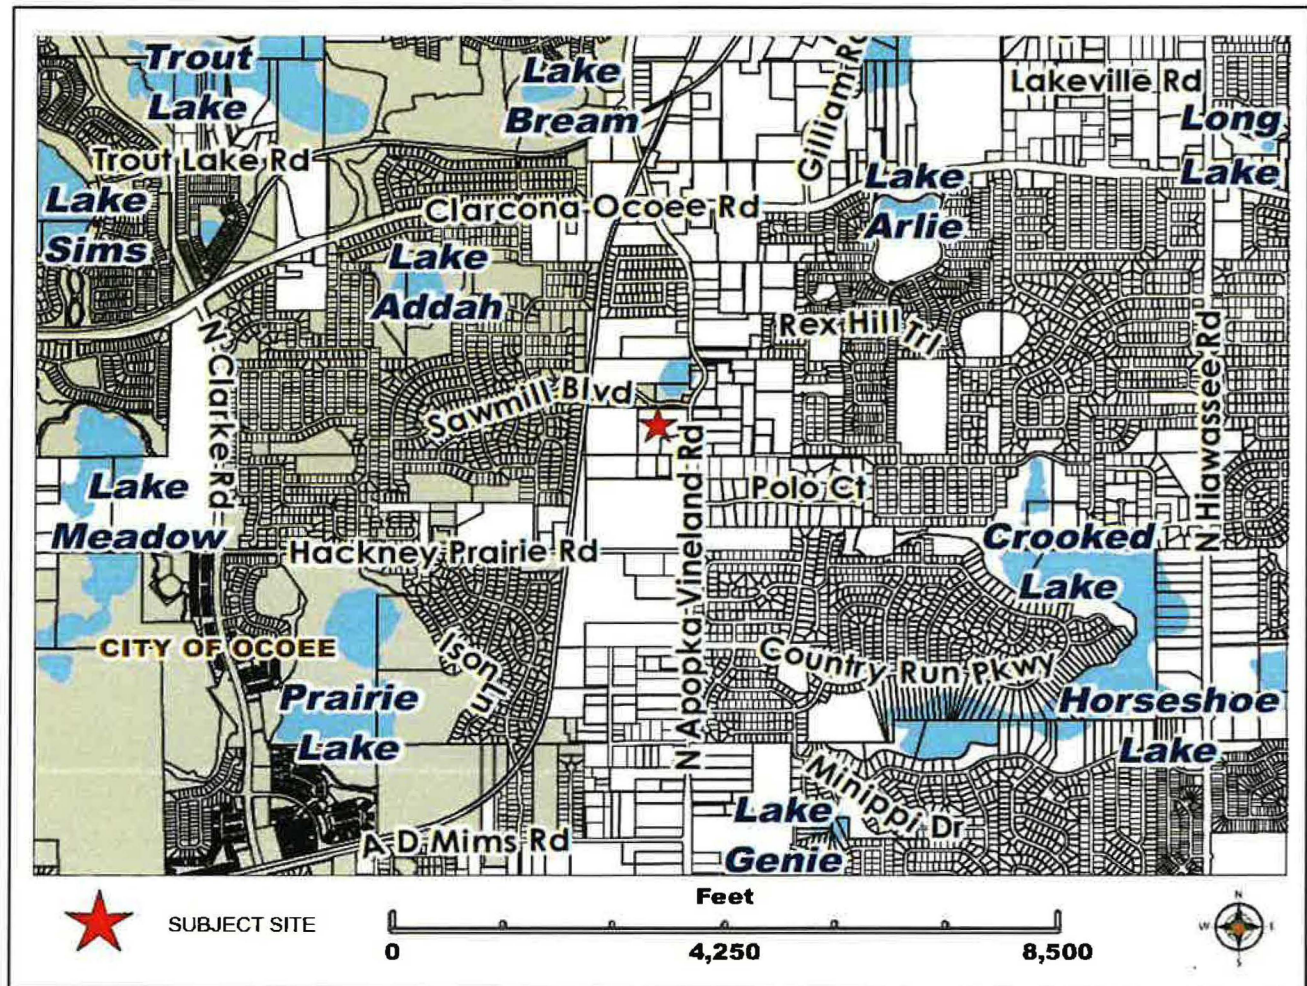 Trout
Lake
Lake
Bream
Gilliam Rd
Lakeville Rd
Long
Lake
Trout Lake Rd
Lake
Sims
Clarcona-Ocoee Rd
Lake
Arlie
Lake
Addah
Rex Hill Trl
N Clarke Rd
Sawmill Blvd
N Hiawassee Rd
Lake
Meadow
Polo Ct
N Apopka-Vineland Rd
Hackney Prairie Rd
Crooked
Lake
CITY OF OCOEE
Ison Ln
Country Run Pkwy
Prairie
Lake
Horseshoe
Lake
Minippi Dr
Lake
Genie
A D Mims Rd
SUBJECT SITE
Feet
0 4,250 8,500
N
W E
S